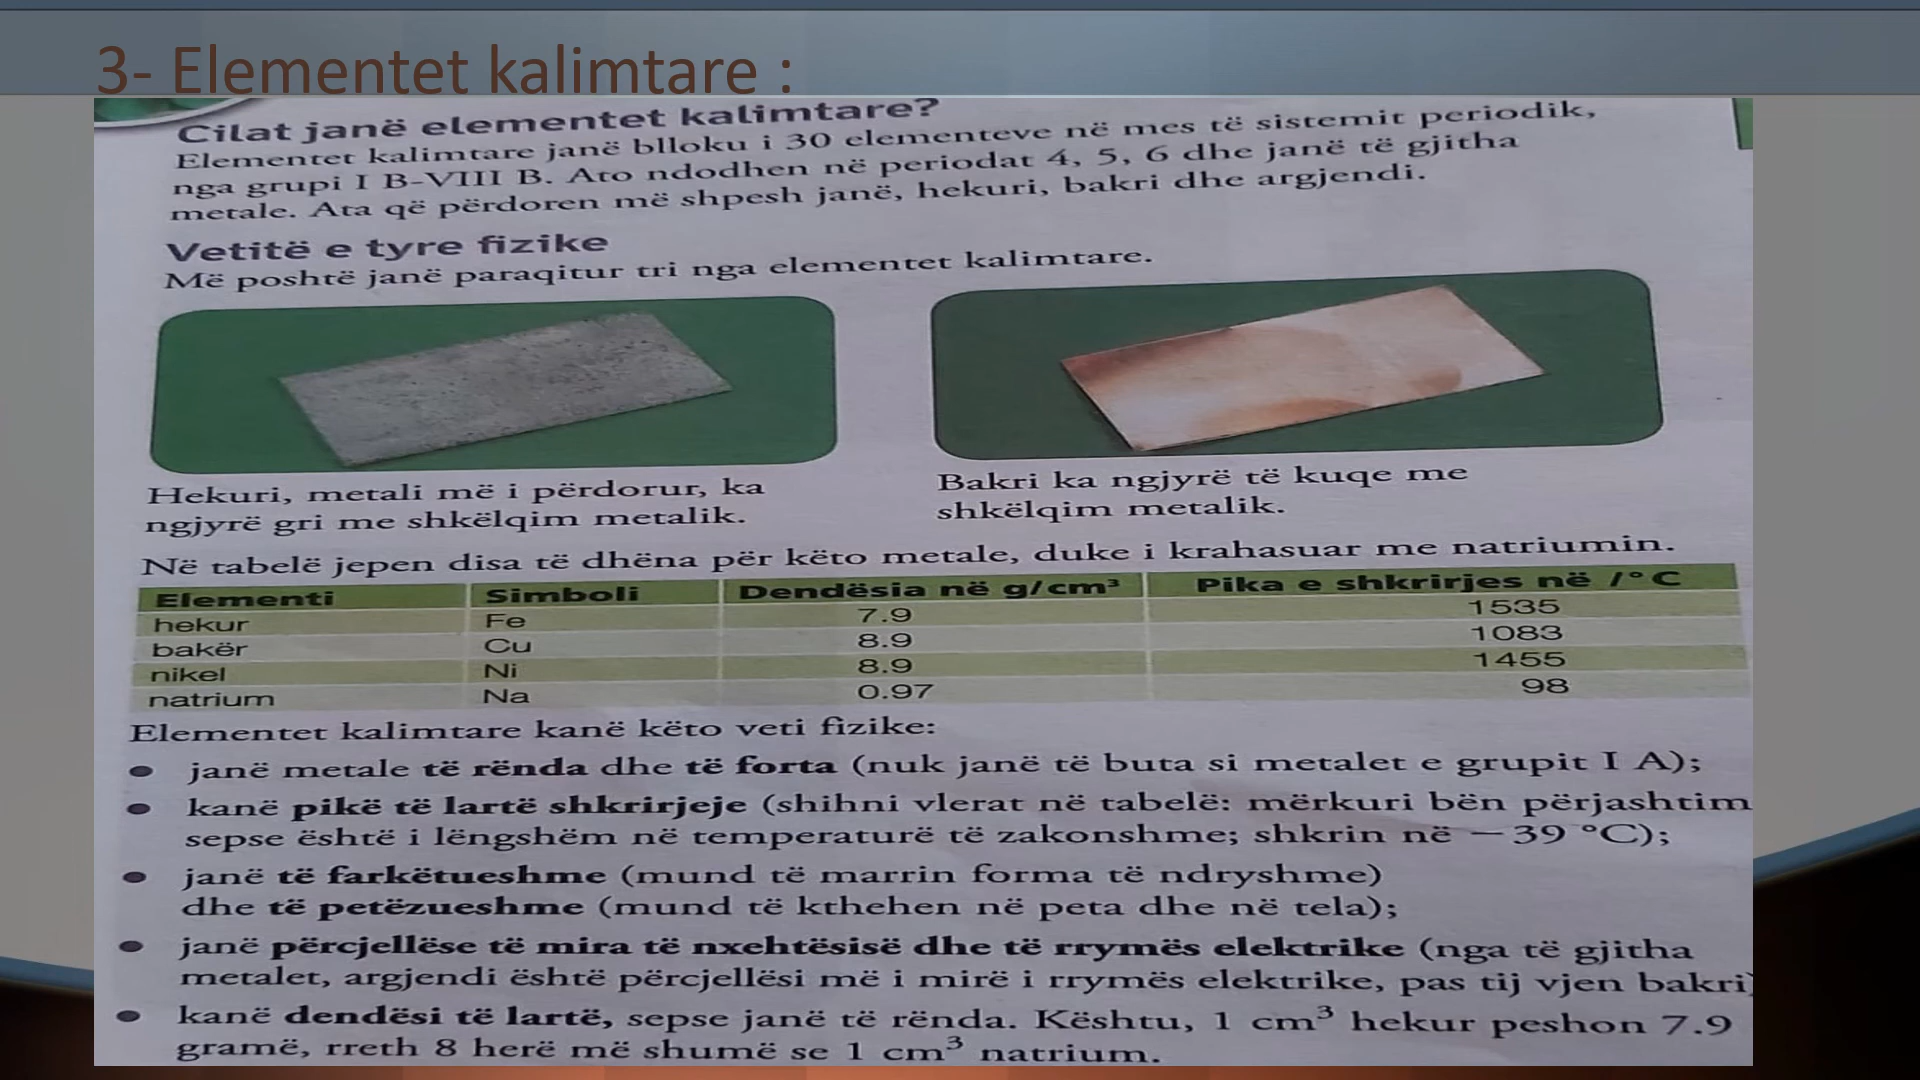 3- Elementet kalimtare :
Cilat janë elementet kalimtare?
Elementet kalimtare janë blloku i 30 elementeve në mes të sistemit periodik,
nga grupi I B-VIII B. Ato ndodhen në periodat 4, 5, 6 dhe janë të gjitha
metale. Ata që përdoren më shpesh janë, hekuri, bakri dhe argjendi.
Vetitë e tyre fizike
Më poshtë janë paraqitur tri nga elementet kalimtare.
Hekuri, metali më i përdorur, ka
ngjyrë gri me shkëlqim metalik.
Bakri ka ngjyrë të kuqe me
shkëlqim metalik.
Në tabelë jepen disa të dhëna për këto metale, duke i krahasuar me natriumin.
Elementi Simboli Dendësia në g/cm³ Pika e shkrirjes në /°C
hekur Fe 7.9 1535
bakër Cu 8.9 1083
nikel Ni 8.9 1455
natrium Na 0.97 98
Elementet kalimtare kanë këto veti fizike:
• janë metale të rënda dhe të forta (nuk janë të buta si metalet e grupit I A);
• kanë pikë të lartë shkrirjeje (shihni vlerat në tabelë: mërkuri bën përjashtim
sepse është i lëngshëm në temperaturë të zakonshme; shkrin në −39 °C);
• janë të farkëtueshme (mund të marrin forma të ndryshme)
dhe të petëzueshme (mund të kthehen në peta dhe në tela);
• janë përcjellëse të mira të nxehtësisë dhe të rrymës elektrike (nga të gjitha
metalet, argjendi është përcjellësi më i mirë i rrymës elektrike, pas tij vjen bakri)
• kanë dendësi të lartë, sepse janë të rënda. Kështu, 1 cm³ hekur peshon 7.9
gramë, rreth 8 herë më shumë se 1 cm³ natrium.